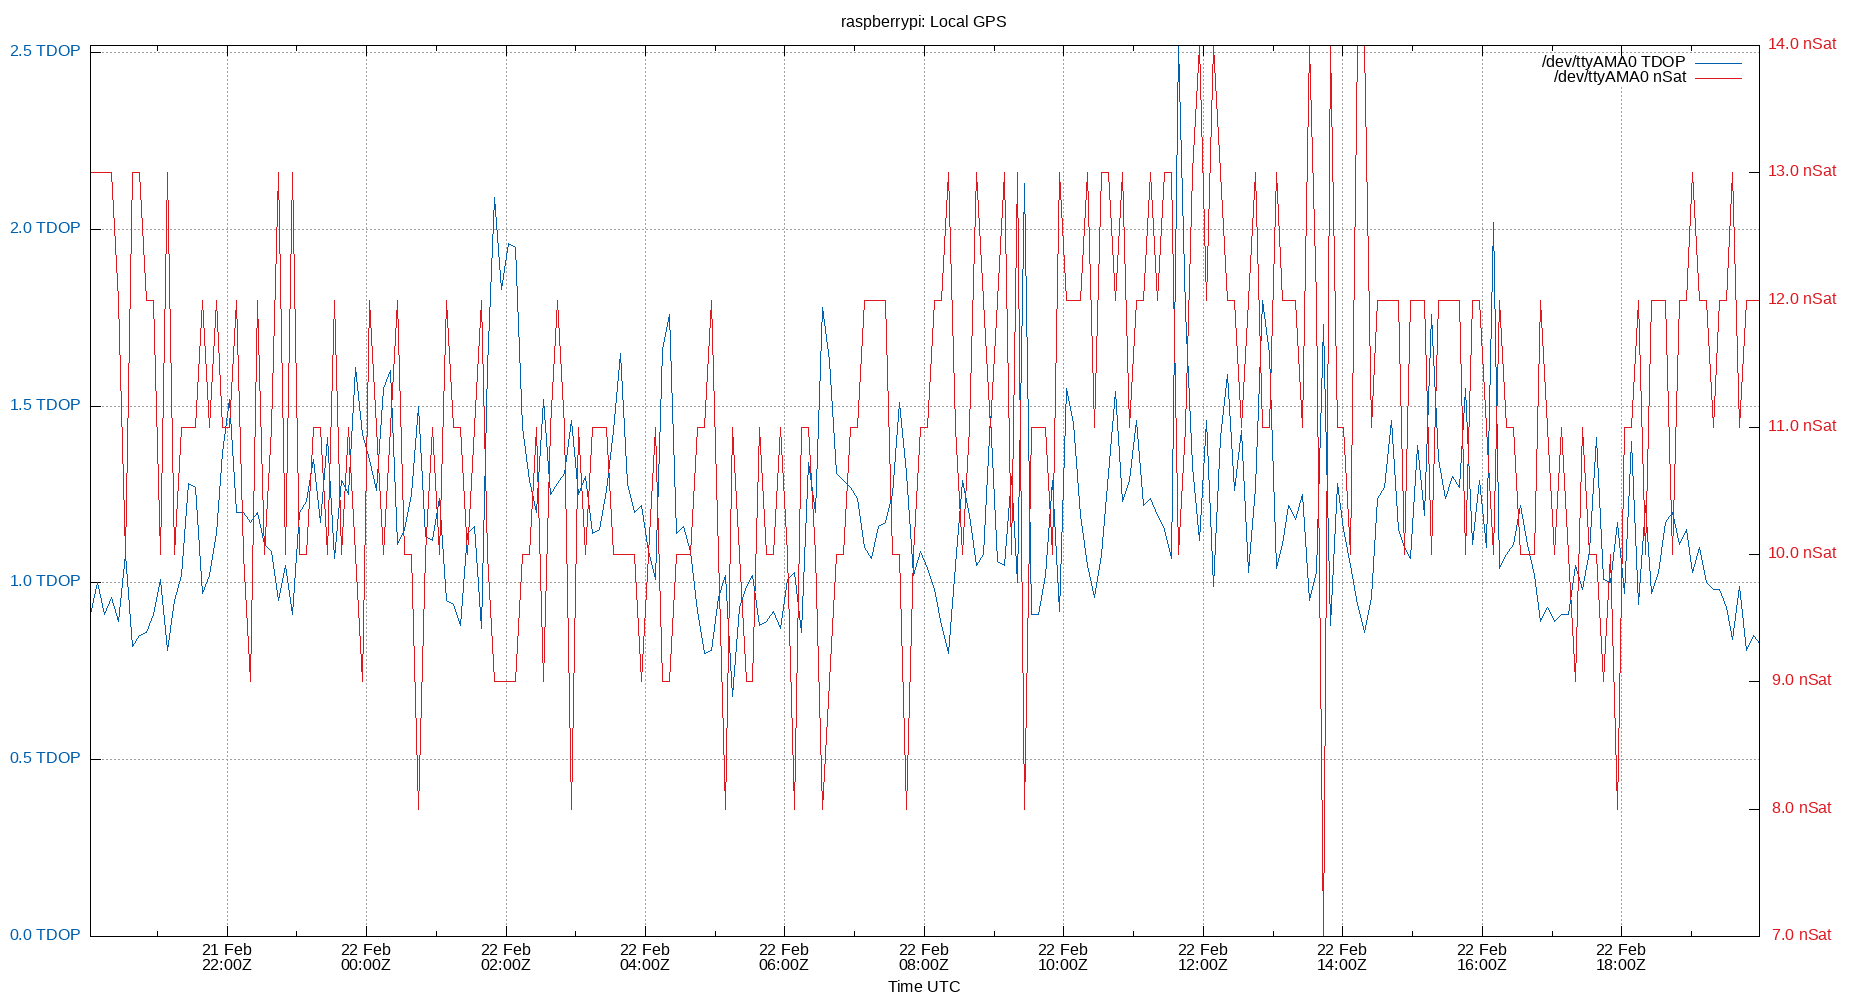 raspberrypi: Local GPS
2.5 TDOP
2.0 TDOP
1.5 TDOP
1.0 TDOP
0.5 TDOP
0.0 TDOP
14.0 nSat
13.0 nSat
12.0 nSat
11.0 nSat
10.0 nSat
9.0 nSat
8.0 nSat
7.0 nSat
/dev/ttyAMA0 TDOP
/dev/ttyAMA0 nSat
21 Feb
22:00Z
22 Feb
00:00Z
22 Feb
02:00Z
22 Feb
04:00Z
22 Feb
06:00Z
22 Feb
08:00Z
22 Feb
10:00Z
22 Feb
12:00Z
22 Feb
14:00Z
22 Feb
16:00Z
22 Feb
18:00Z
Time UTC